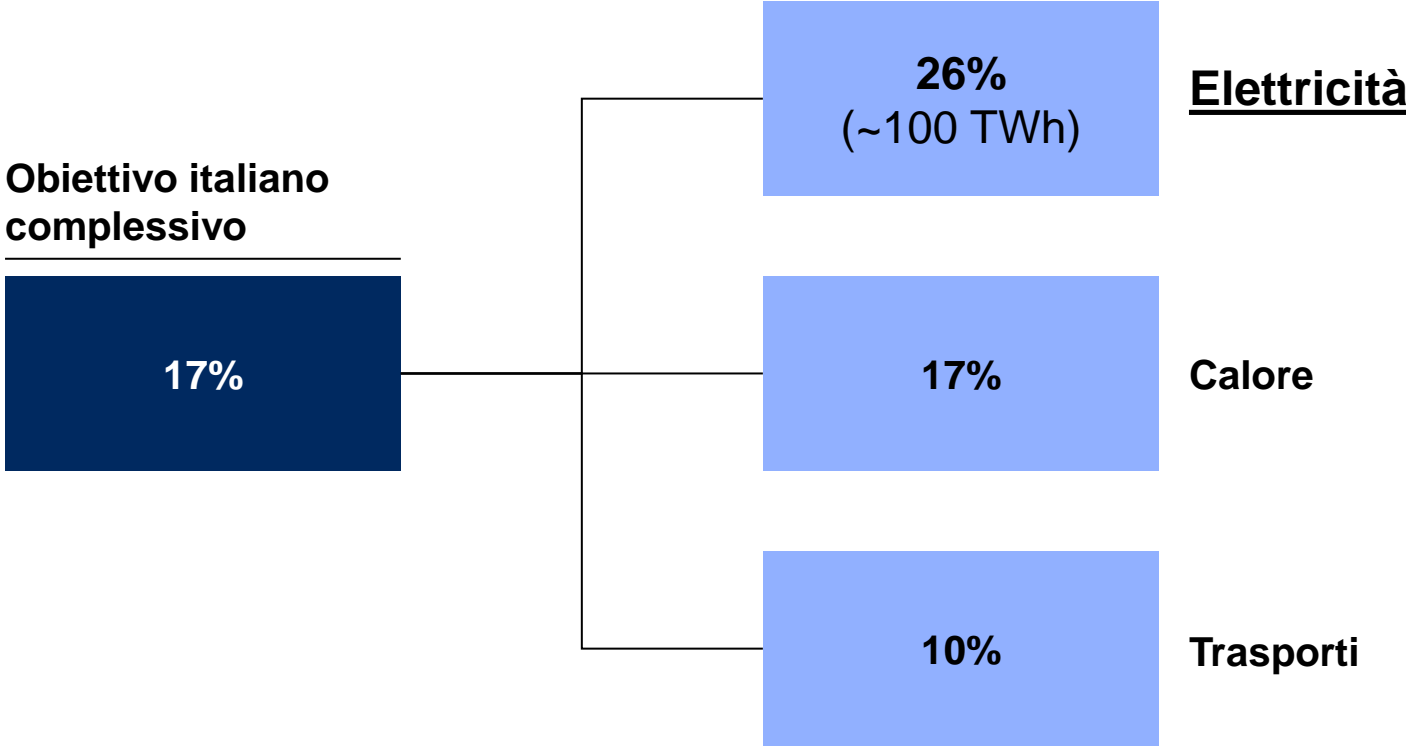 Obiettivo italiano
complessivo
17%
26%
(~100 TWh)
Elettricità
17%
Calore
10%
Trasporti